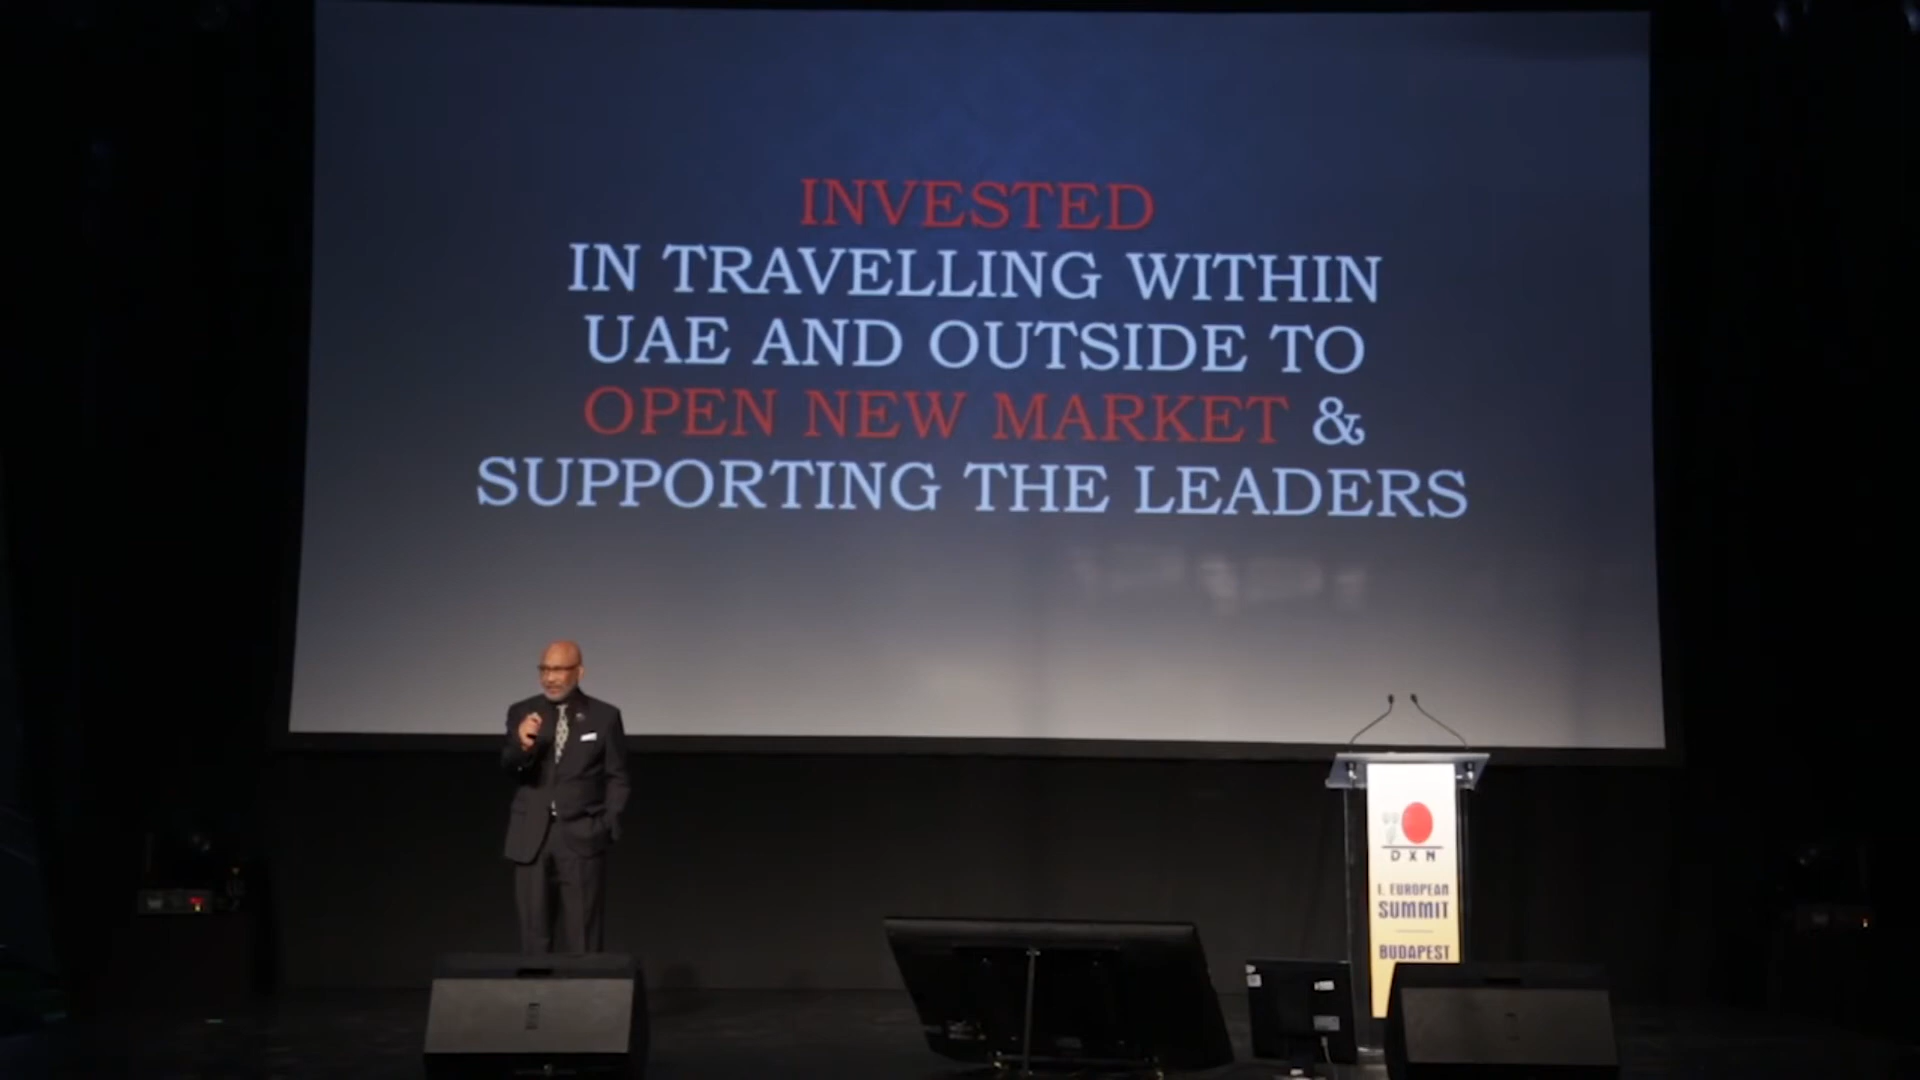 INVESTED
IN TRAVELLING WITHIN
UAE AND OUTSIDE TO
OPEN NEW MARKET &
SUPPORTING THE LEADERS
DXN
I. EUROPEAN
SUMMIT
BUDAPEST